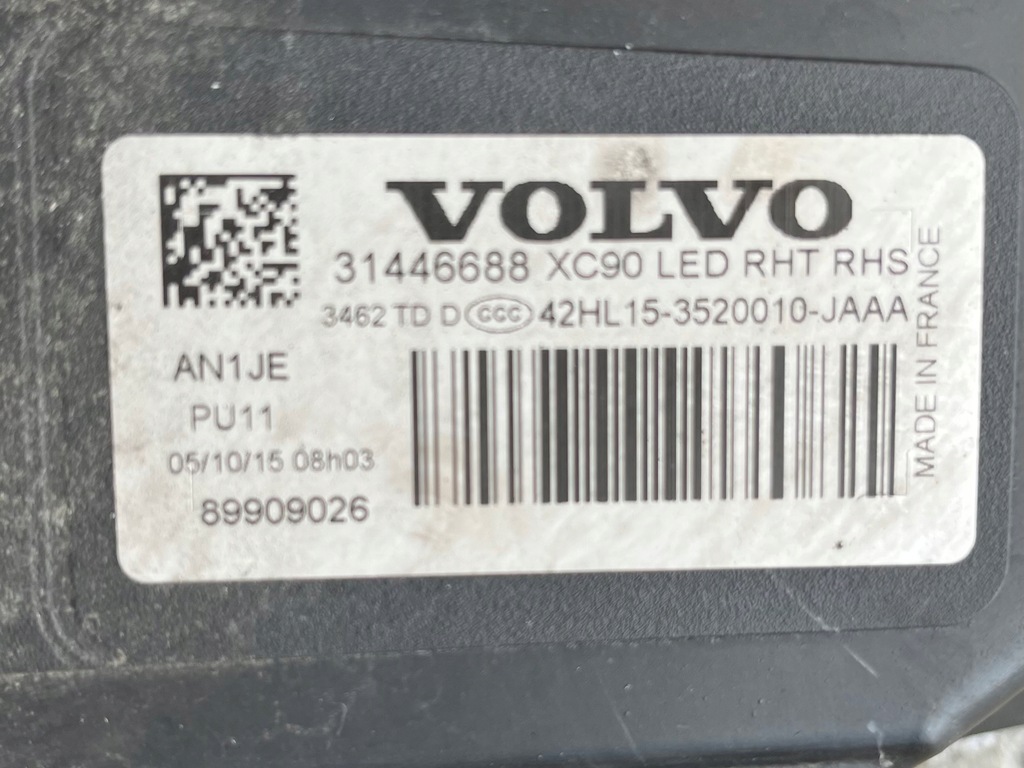 VOLVO
31446688 XC90 LED RHT RHS
3462 TD D CCC 42HL15-3520010-JAAA
AN1JE
PU11
05/10/15 08h03
89909026
MADE IN FRANCE